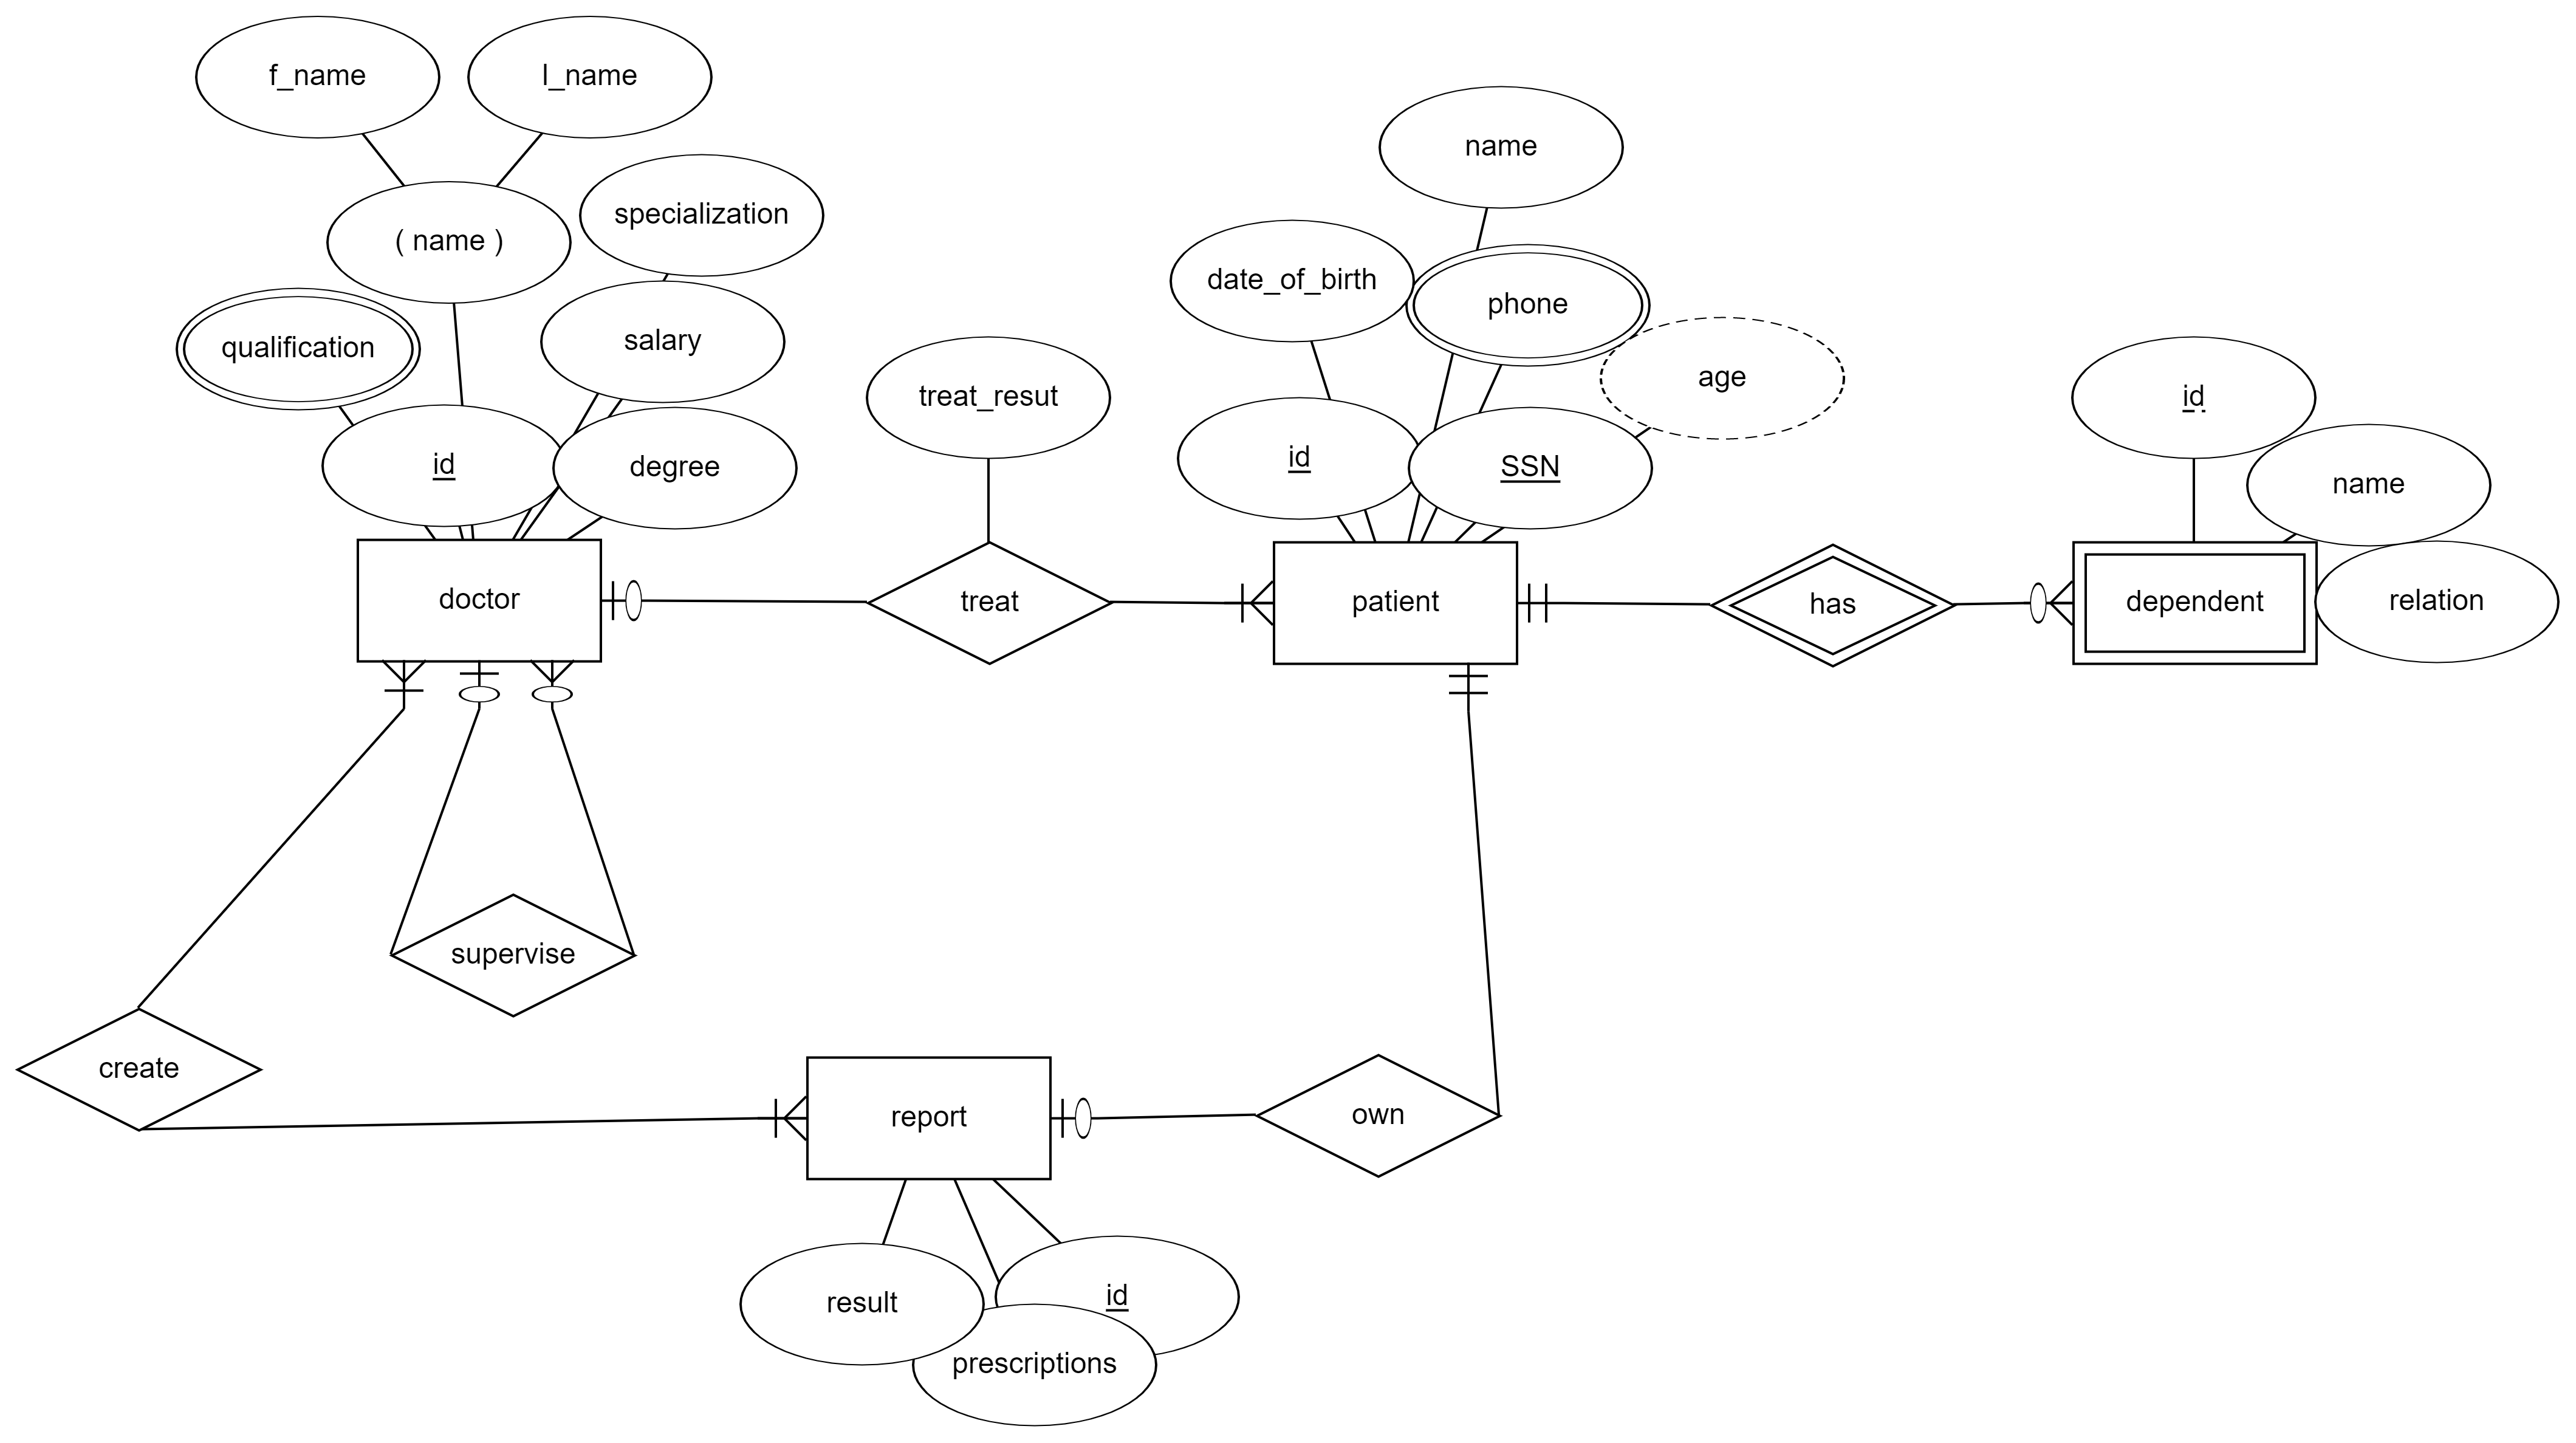 f_name
l_name
name
( name )
specialization
date_of_birth
phone
qualification
salary
age
treat_resut
id
id
degree
id
SSN
name
doctor
treat
patient
has
dependent
relation
supervise
create
report
own
result
id
prescriptions